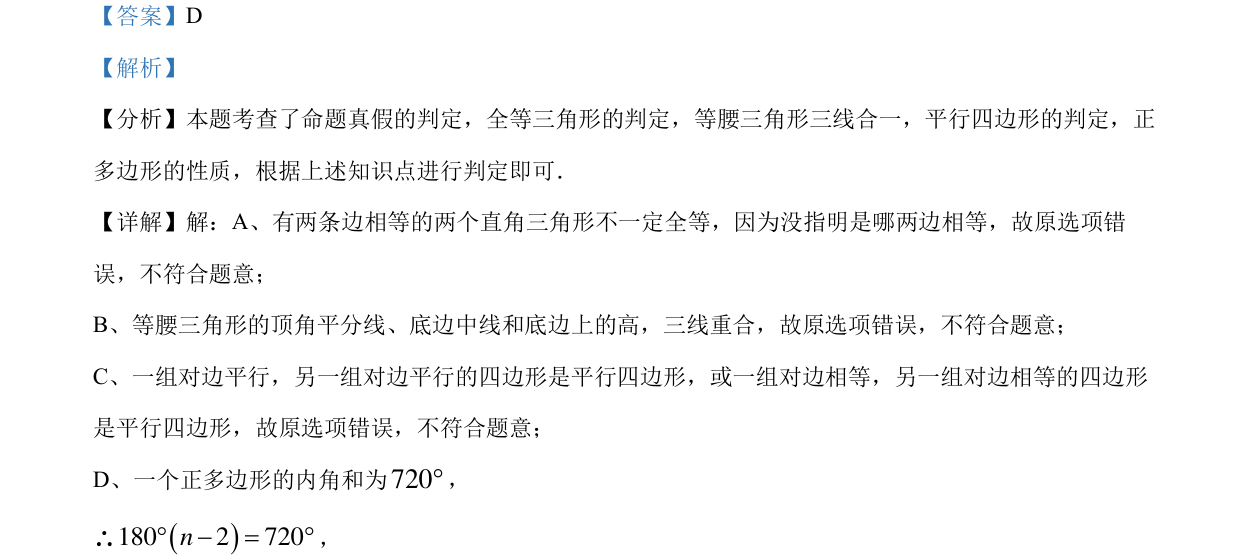 【答案】D
【解析】
【分析】本题考查了命题真假的判定，全等三角形的判定，等腰三角形三线合一，平行四边形的判定，正
多边形的性质，根据上述知识点进行判定即可．
【详解】解：A、有两条边相等的两个直角三角形不一定全等，因为没指明是哪两边相等，故原选项错
误，不符合题意；
B、等腰三角形的顶角平分线、底边中线和底边上的高，三线重合，故原选项错误，不符合题意；
C、一组对边平行，另一组对边平行的四边形是平行四边形，或一组对边相等，另一组对边相等的四边形
是平行四边形，故原选项错误，不符合题意；
D、一个正多边形的内角和为720°，
∴180°(n−2)=720°，